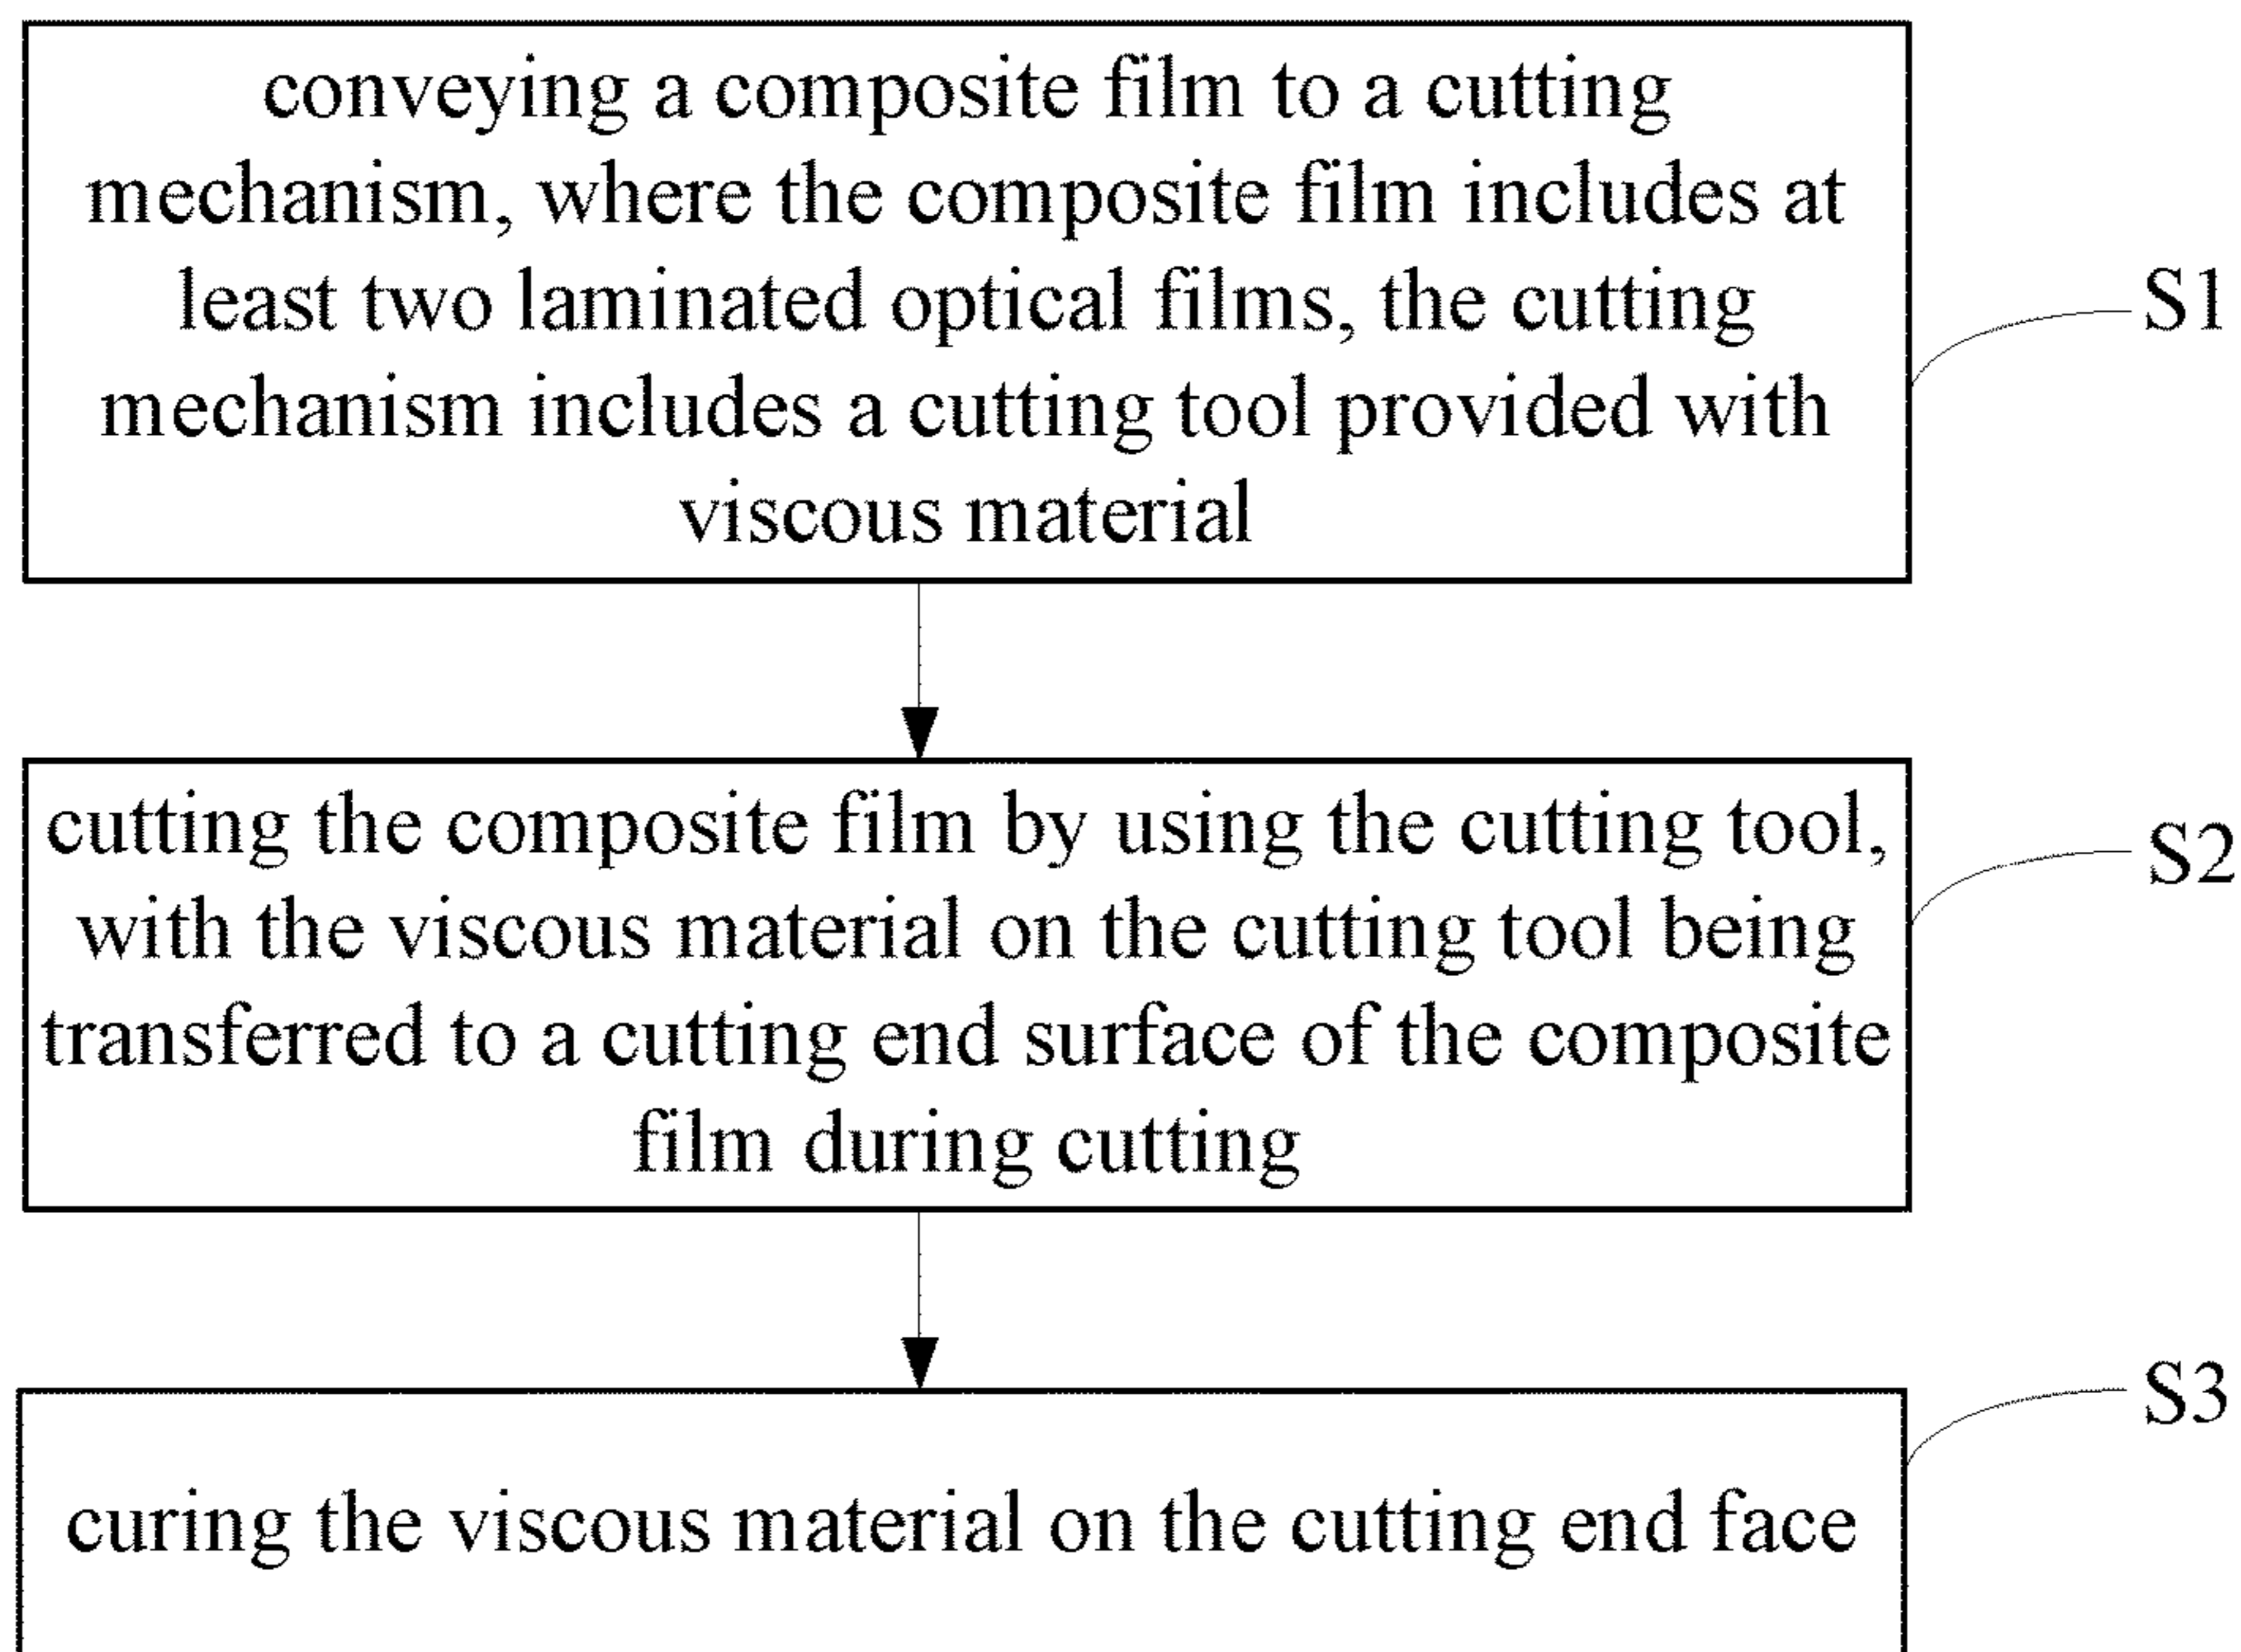 conveying a composite film to a cutting
mechanism, where the composite film includes at
least two laminated optical films, the cutting
mechanism includes a cutting tool provided with
viscous material
S1
cutting the composite film by using the cutting tool,
with the viscous material on the cutting tool being
transferred to a cutting end surface of the composite
film during cutting
S2
curing the viscous material on the cutting end face
S3